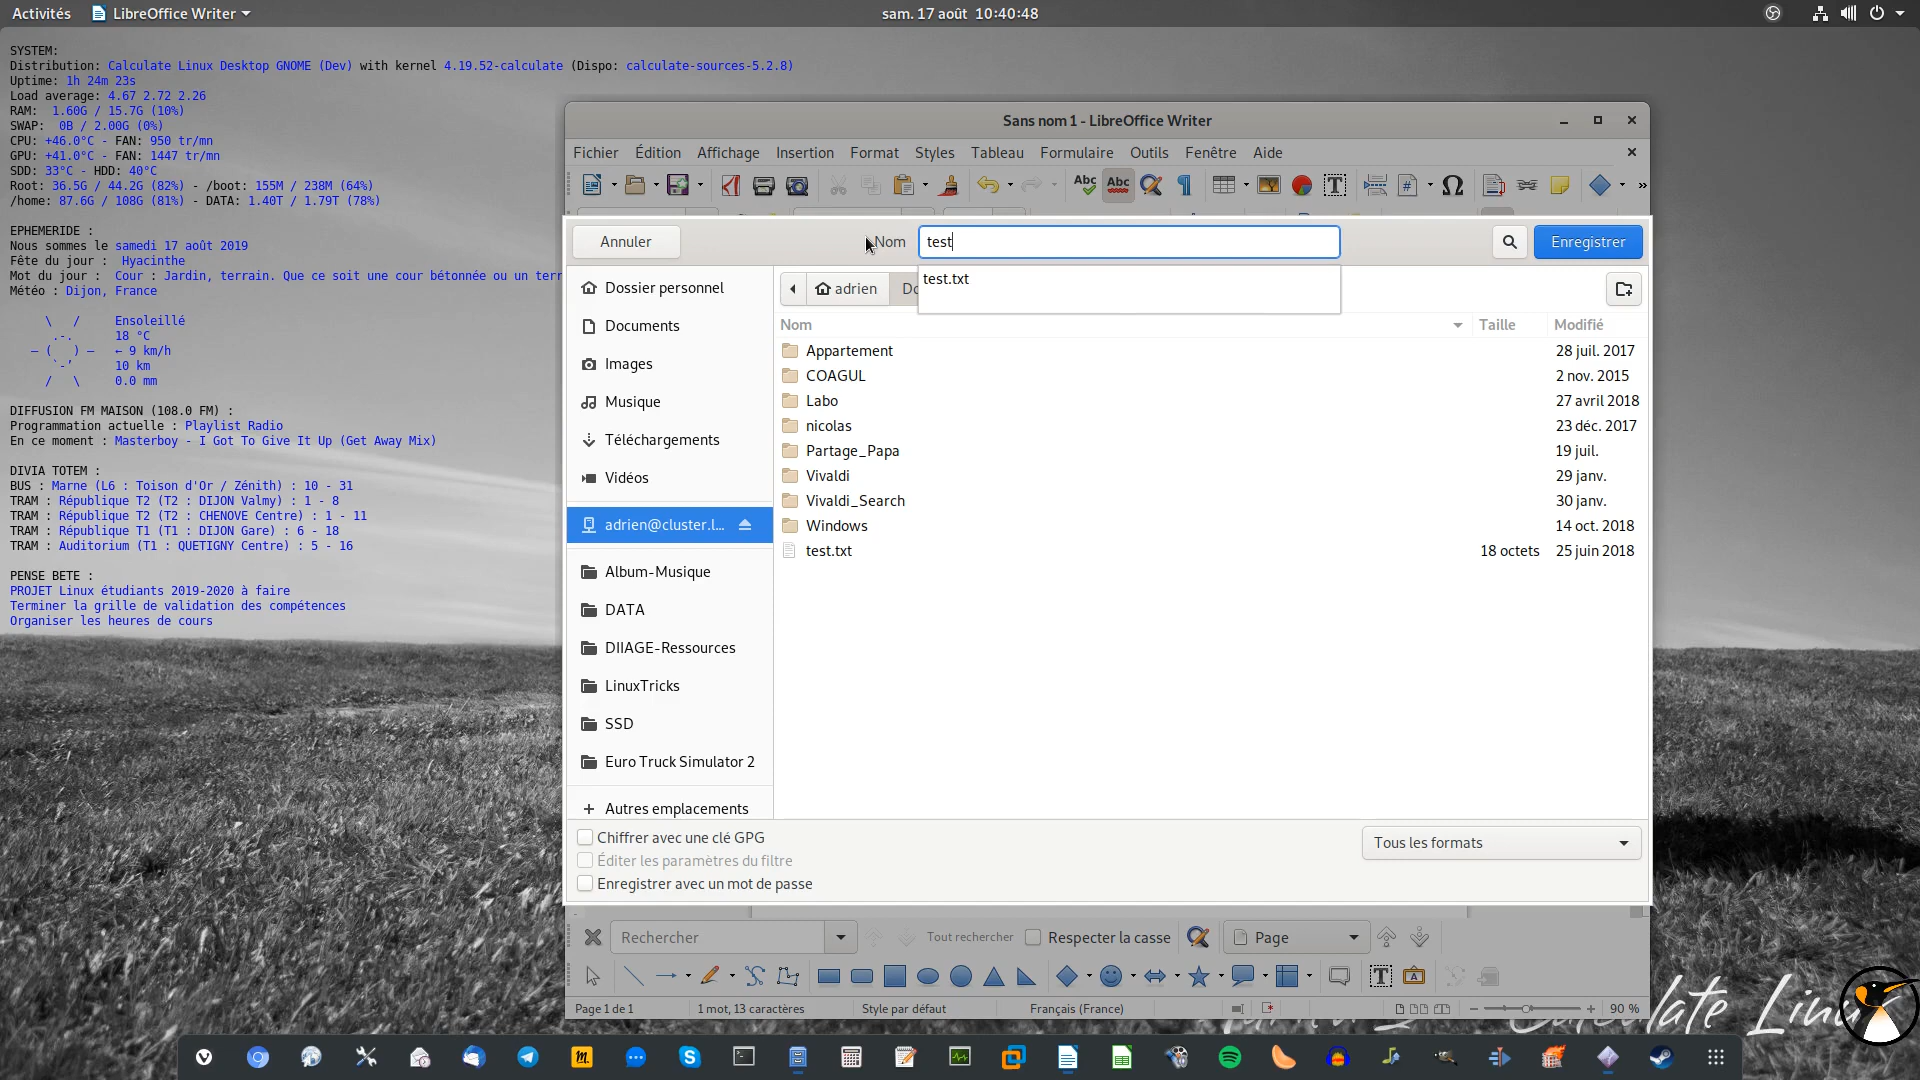 Activités LibreOffice Writer sam. 17 août 10:40:48
SYSTEM:
Distribution: Calculate Linux Desktop GNOME (Dev) with kernel 4.19.52-calculate (Dispo: calculate-sources-5.2.8)
Uptime: 1h 24m 23s
Load average: 4.67 2.72 2.26
RAM: 1.60G / 15.7G (10%)
SWAP: 0B / 2.00G (0%)
CPU: +46.0°C - FAN: 950 tr/mn
GPU: +41.0°C - FAN: 1447 tr/mn
SDD: 33°C - HDD: 40°C
Root: 36.5G / 44.2G (82%) - /boot: 155M / 238M (64%)
/home: 87.6G / 108G (81%) - DATA: 1.40T / 1.79T (78%)
EPHEMERIDE :
Nous sommes le samedi 17 août 2019
Fête du jour : Hyacinthe
Mot du jour : Cour : Jardin, terrain. Que ce soit une cour bétonnée ou un terr
Météo : Dijon, France
\ / Ensoleillé
.-. 18 °C
― ( ) ― ← 9 km/h
`-’ 10 km
/ \ 0.0 mm
DIFFUSION FM MAISON (108.0 FM) :
Programmation actuelle : Playlist Radio
En ce moment : Masterboy - I Got To Give It Up (Get Away Mix)
DIVIA TOTEM :
BUS : Marne (L6 : Toison d'Or / Zénith) : 10 - 31
TRAM : République T2 (T2 : DIJON Valmy) : 1 - 8
TRAM : République T2 (T2 : CHENOVE Centre) : 1 - 11
TRAM : République T1 (T1 : DIJON Gare) : 6 - 18
TRAM : Auditorium (T1 : QUETIGNY Centre) : 5 - 16
PENSE BETE :
PROJET Linux étudiants 2019-2020 à faire
Terminer la grille de validation des compétences
Organiser les heures de cours
Sans nom 1 - LibreOffice Writer
Fichier Édition Affichage Insertion Format Styles Tableau Formulaire Outils Fenêtre Aide
Annuler Nom test Enregistrer
test.txt
adrien Do
Dossier personnel
Documents
Images
Musique
Téléchargements
Vidéos
adrien@cluster.l...
Album-Musique
DATA
DIIAGE-Ressources
LinuxTricks
SSD
Euro Truck Simulator 2
Autres emplacements
Nom Taille Modifié
Appartement 28 juil. 2017
COAGUL 2 nov. 2015
Labo 27 avril 2018
nicolas 23 déc. 2017
Partage_Papa 19 juil.
Vivaldi 29 janv.
Vivaldi_Search 30 janv.
Windows 14 oct. 2018
test.txt 18 octets 25 juin 2018
Chiffrer avec une clé GPG
Éditer les paramètres du filtre
Enregistrer avec un mot de passe
Tous les formats
Rechercher Tout rechercher Respecter la casse Page
Page 1 de 1 1 mot, 13 caractères Style par défaut Français (France) 90 %